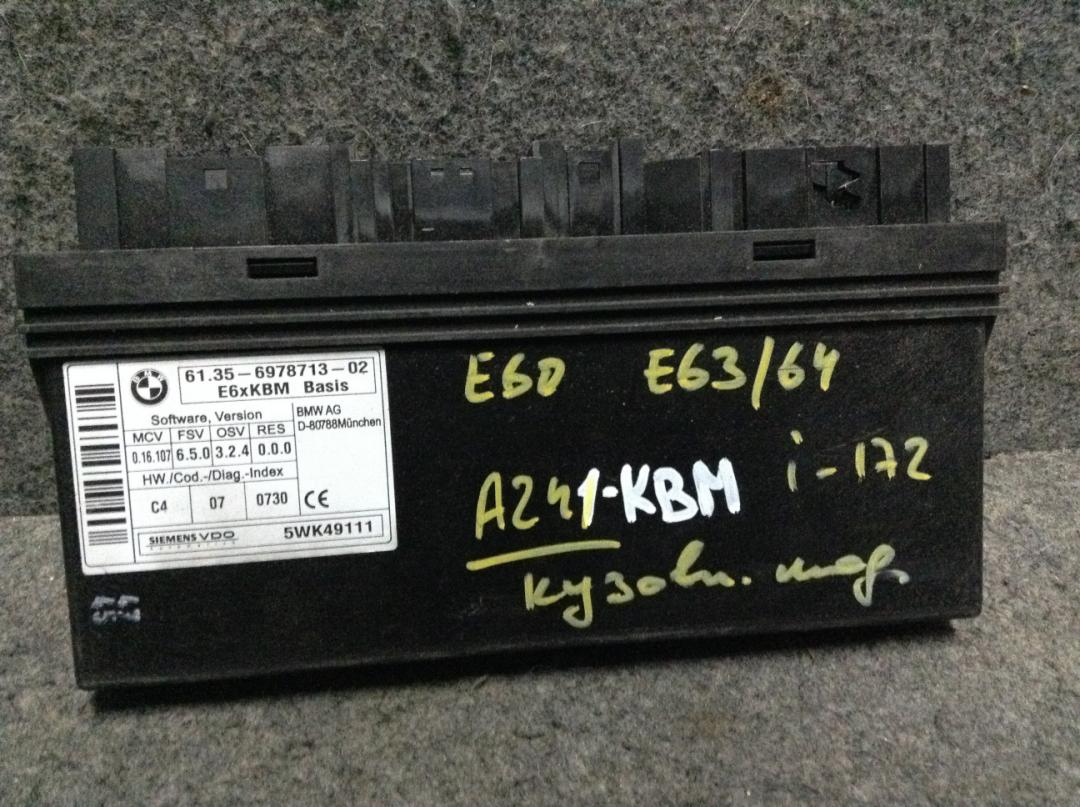 BMW
61.35-6978713-02
E6xKBM Basis
Software, Version
MCV FSV OSV RES
0.16.107 6.5.0 3.2.4 0.0.0
BMW AG
D-80788München
HW./Cod.-/Diag.-Index
C4 07 0730 CE
SIEMENS VDO
Automotive
5WK49111
E60 E63/64
A241-KBM i-172
кузовн. мод.